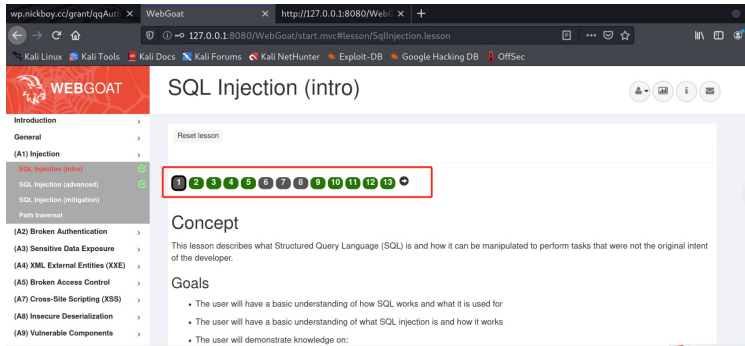 wp.nickboy.cc/grant/qqAuth
WebGoat
http://127.0.0.1:8080/WebG
127.0.0.1:8080/WebGoat/start.mvc#lesson/SqlInjection.lesson
Kali Linux Kali Tools Kali Docs Kali Forums Kali NetHunter Exploit-DB Google Hacking DB OffSec
WEBGOAT
SQL Injection (intro)
Introduction
General
(A1) Injection
SQL Injection (intro)
SQL Injection (advanced)
SQL Injection (mitigation)
Path traversal
(A2) Broken Authentication
(A3) Sensitive Data Exposure
(A4) XML External Entities (XXE)
(A5) Broken Access Control
(A7) Cross-Site Scripting (XSS)
(A8) Insecure Deserialization
(A9) Vulnerable Components
Reset lesson
1 2 3 4 5 6 7 8 9 10 11 12 13
Concept
This lesson describes what Structured Query Language (SQL) is and how it can be manipulated to perform tasks that were not the original intent
of the developer.
Goals
• The user will have a basic understanding of how SQL works and what it is used for
• The user will have a basic understanding of what SQL injection is and how it works
• The user will demonstrate knowledge on: